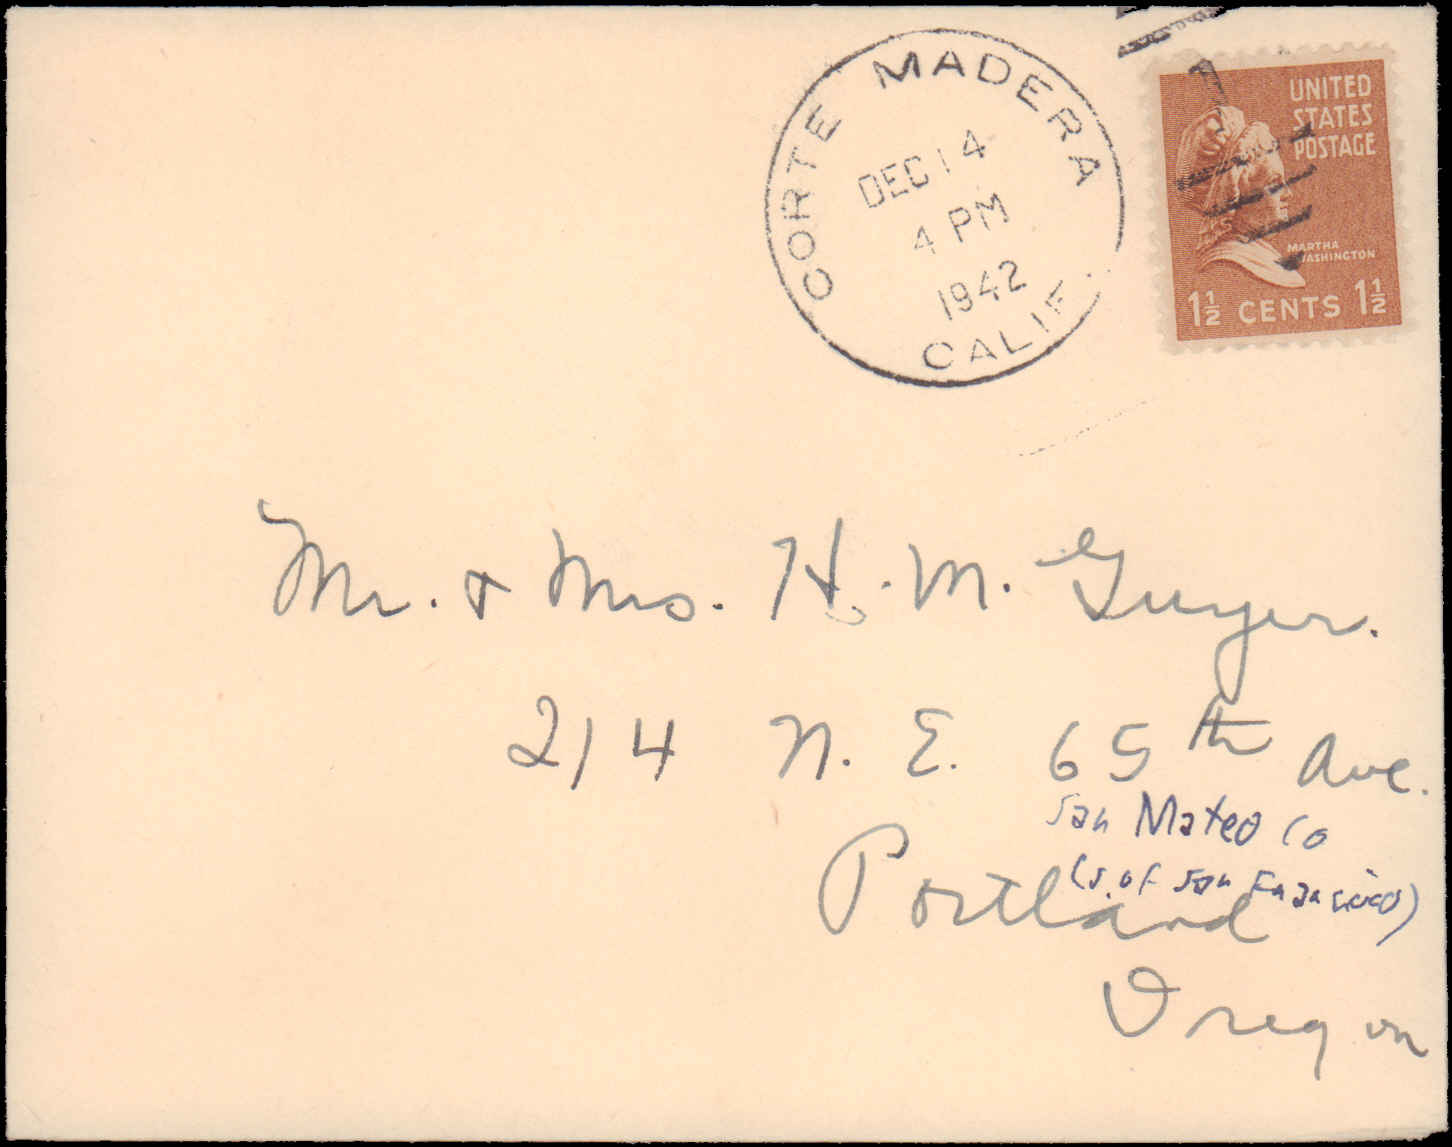 CORTE MADERA
DEC 14
4 PM
1942
CALIF.
UNITED
STATES
POSTAGE
MARTHA
WASHINGTON
1½ CENTS 1½
Mr. & Mrs. H. M. Guyer.
214 N. E. 65th Ave.
San Mateo Co
(S. of San Francisco)
Portland
Oregon